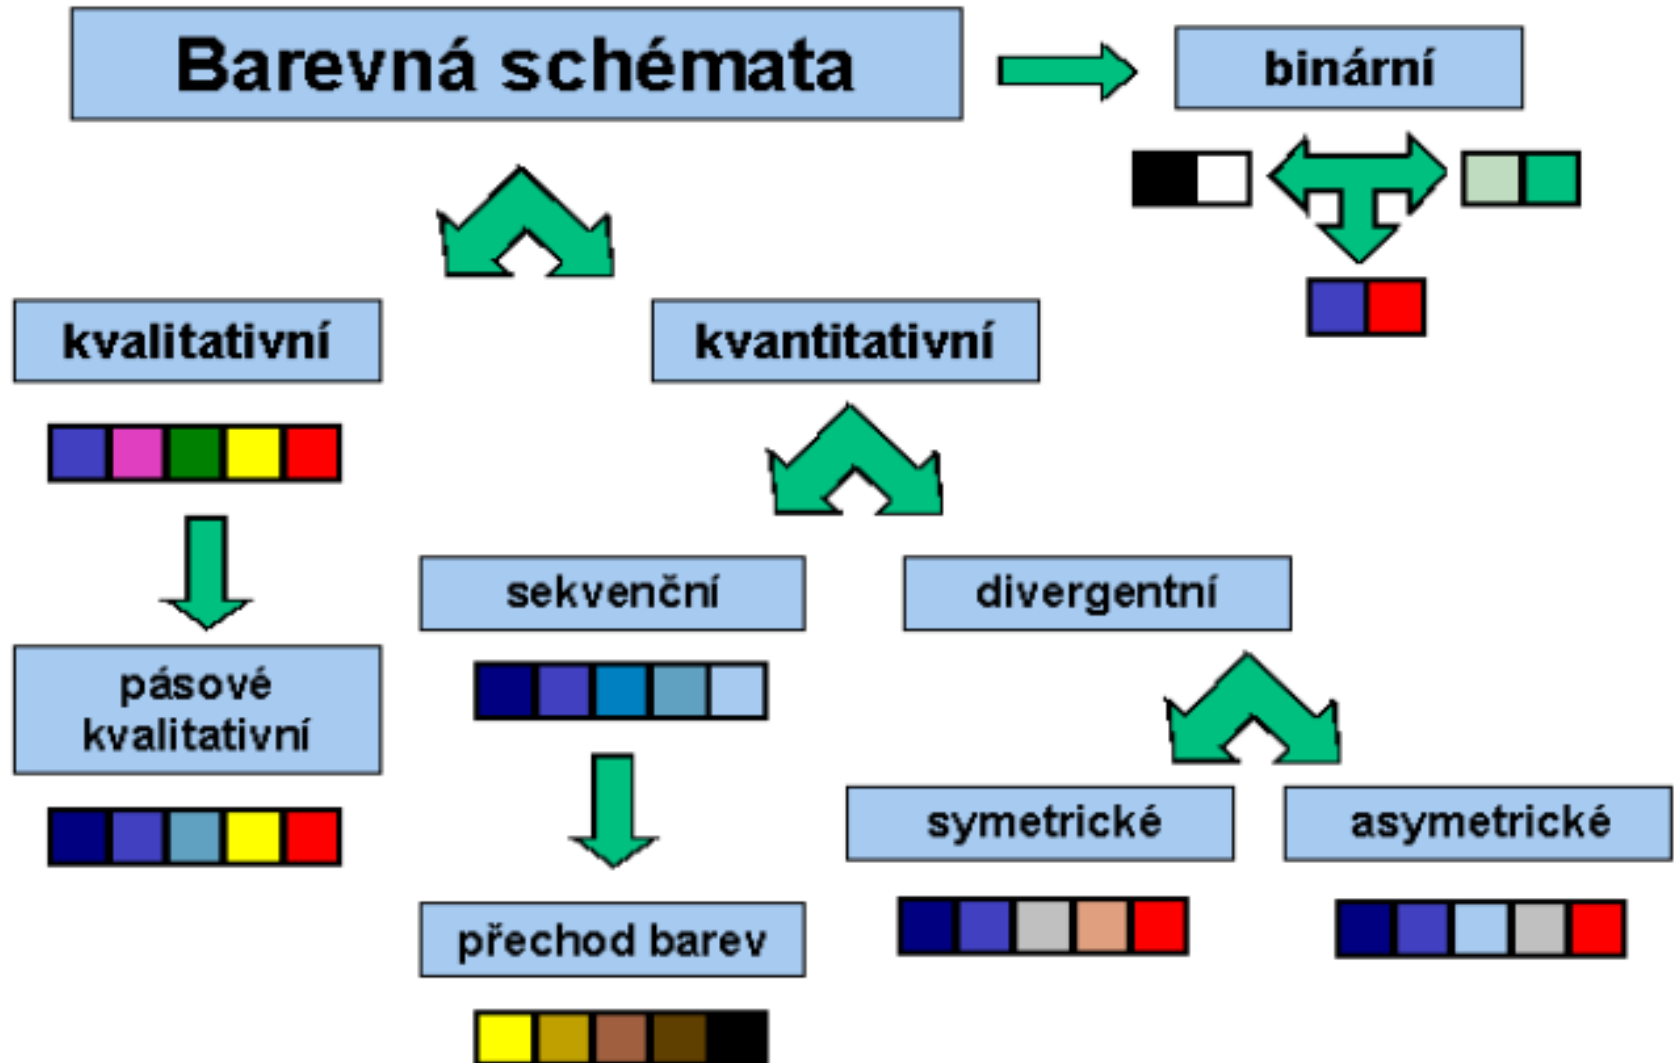 Barevná schémata
binární
kvalitativní
kvantitativní
sekvenční
divergentní
pásové
kvalitativní
symetrické
asymetrické
přechod barev